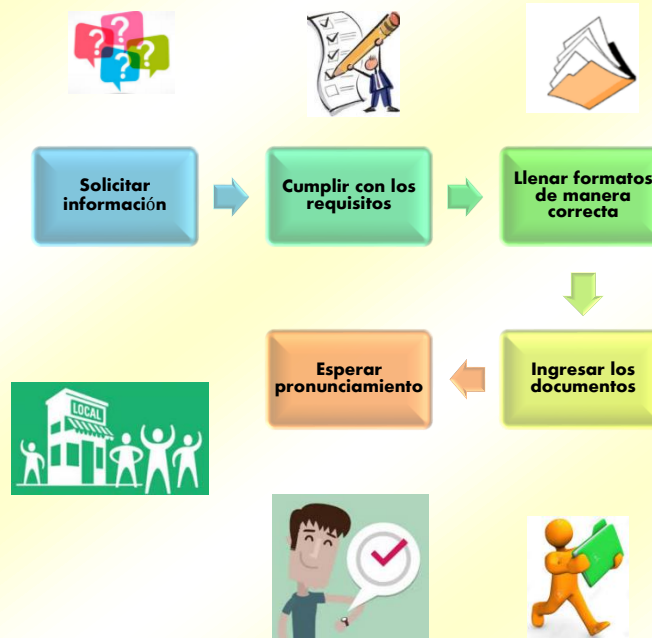 ? ? ? ?
Solicitar
información
Cumplir con los
requisitos
Llenar formatos
de manera
correcta
Esperar
pronunciamiento
Ingresar los
documentos
LOCAL